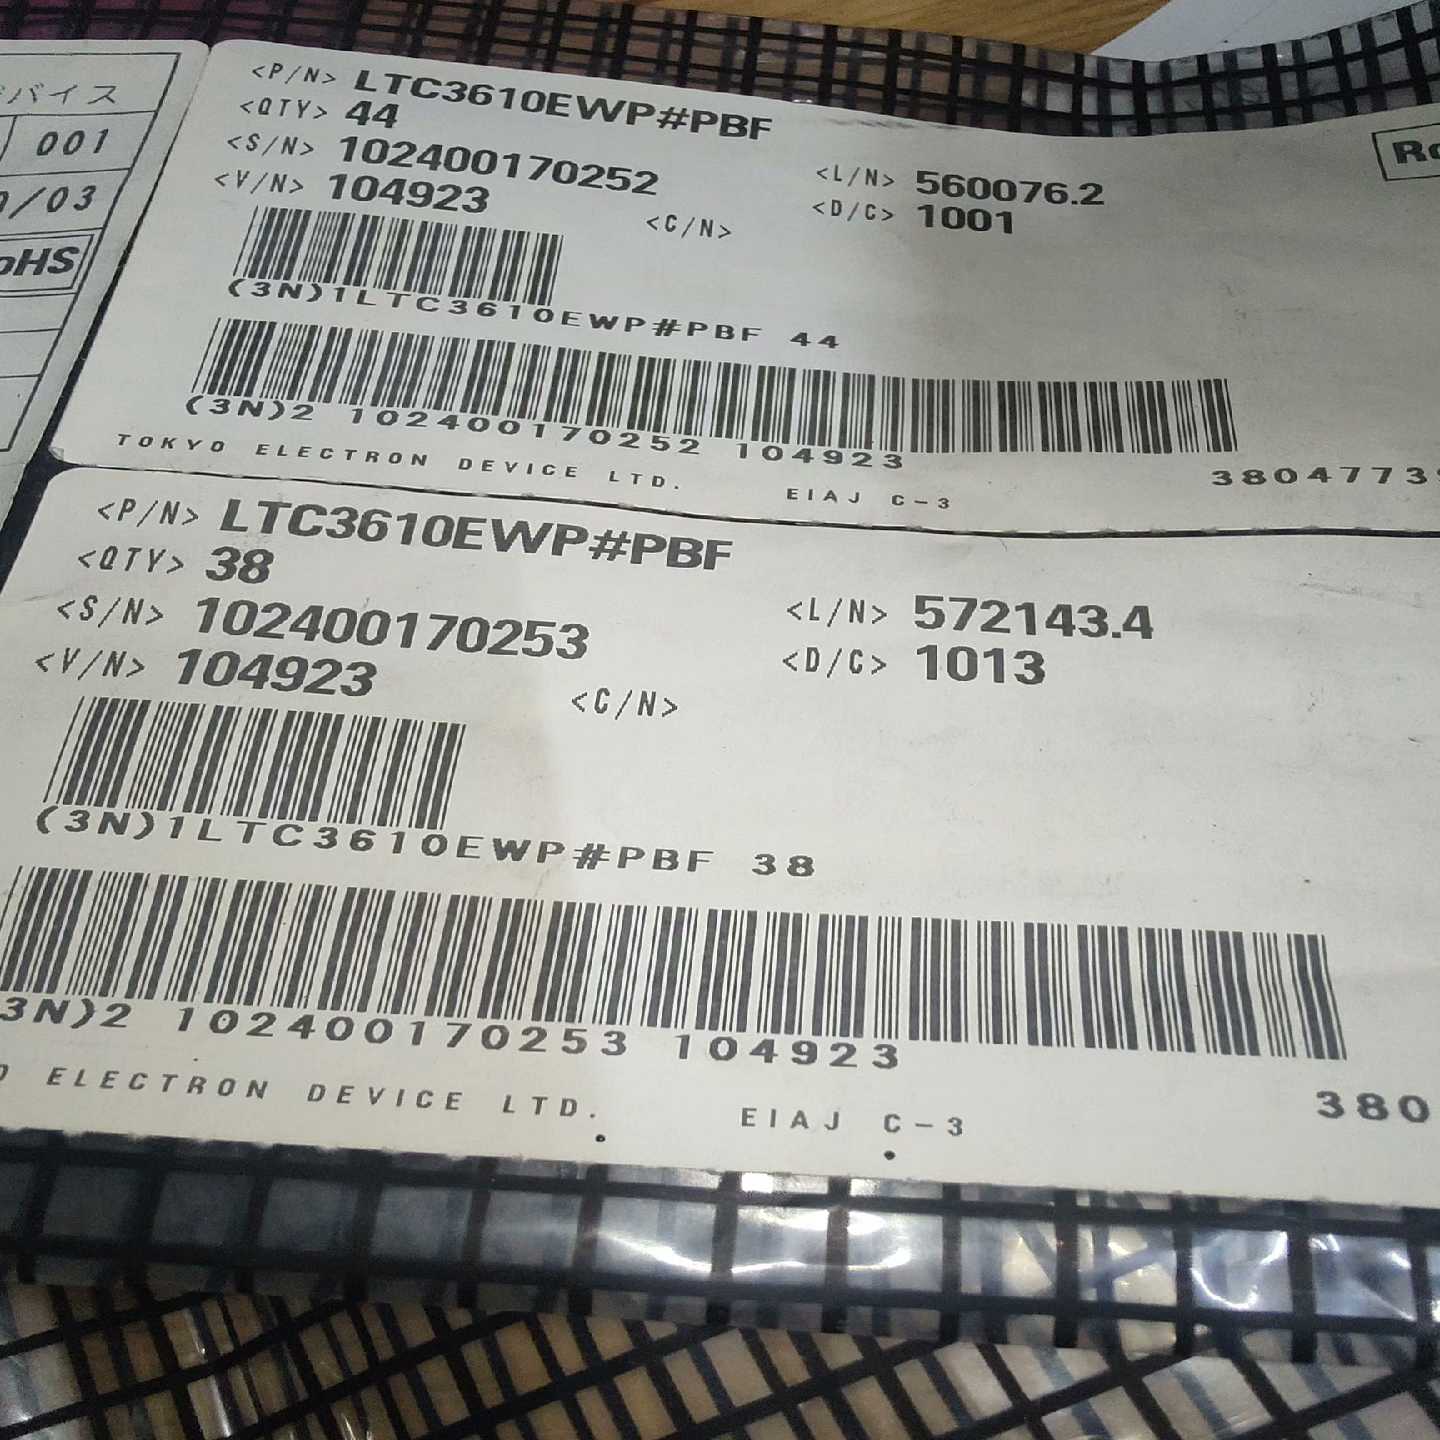 バイス
001
/03
oHS
<P/N> LTC3610EWP#PBF
<QTY> 44
<S/N> 102400170252 <L/N> 560076.2
<V/N> 104923 <C/N> <D/C> 1001
Ro
(3N)1LTC3610EWP#PBF 44
(3N)2 102400170252 104923
TOKYO ELECTRON DEVICE LTD. EIAJ C-3 3804773
<P/N> LTC3610EWP#PBF
<QTY> 38
<S/N> 102400170253 <L/N> 572143.4
<V/N> 104923 <C/N> <D/C> 1013
(3N)1LTC3610EWP#PBF 38
3N)2 102400170253 104923
O ELECTRON DEVICE LTD. EIAJ C-3 380